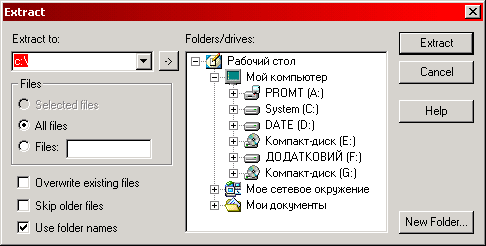 Extract
Extract to:
c:\
->
Files
Selected files
All files
Files:
Overwrite existing files
Skip older files
Use folder names
Folders/drives:
Рабочий стол
Мой компьютер
PROMT (A:)
System (C:)
DATE (D:)
Компакт-диск (E:)
ДОДАТКОВИЙ (F:)
Компакт-диск (G:)
Мое сетевое окружение
Мои документы
Extract
Cancel
Help
New Folder...